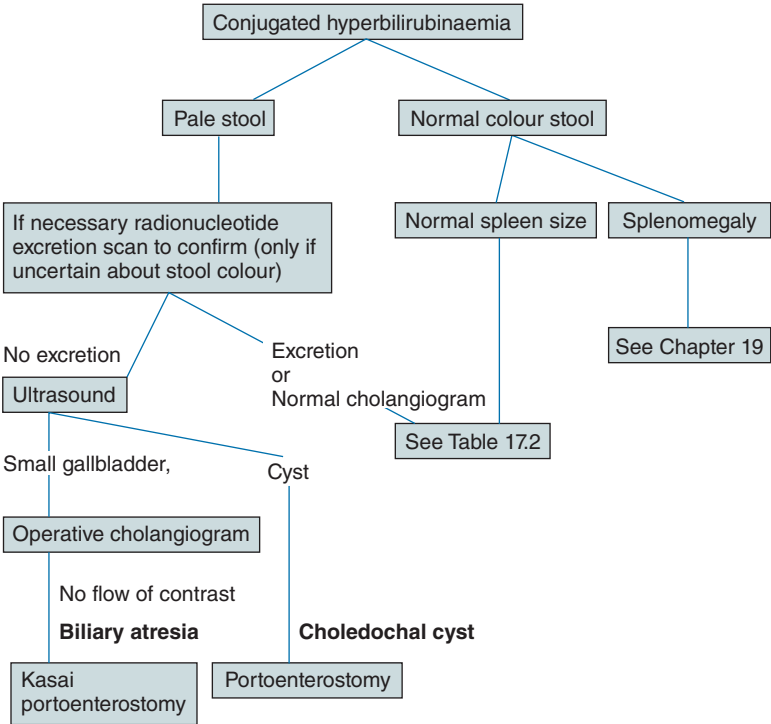 Conjugated hyperbilirubinaemia
Pale stool
Normal colour stool
If necessary radionucleotide
excretion scan to confirm (only if
uncertain about stool colour)
Normal spleen size
Splenomegaly
No excretion
Excretion
or
Normal cholangiogram
See Chapter 19
Ultrasound
See Table 17.2
Small gallbladder,
Cyst
Operative cholangiogram
No flow of contrast
Biliary atresia
Choledochal cyst
Kasai
portoenterostomy
Portoenterostomy